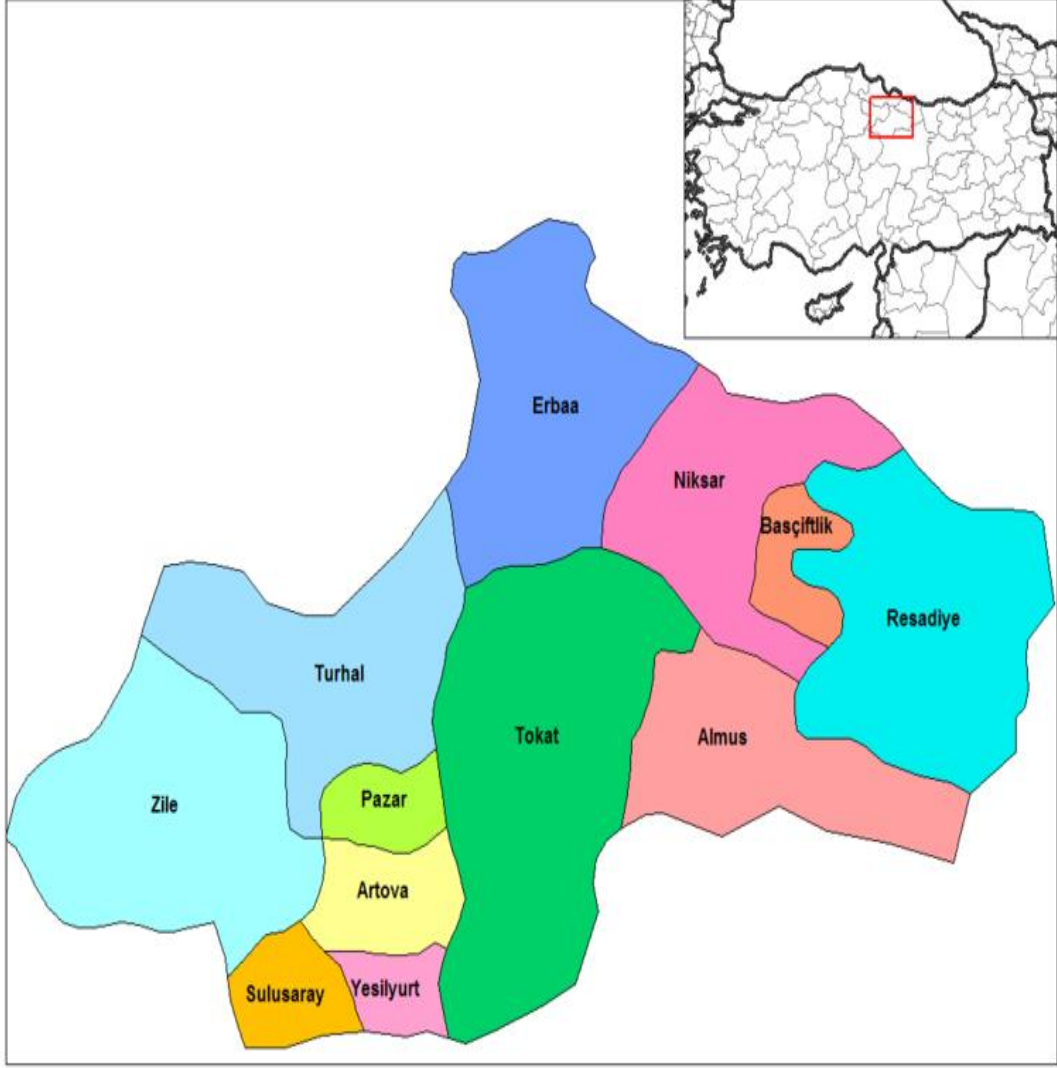 Erbaa
Niksar
Basçiftlik
Resadiye
Turhal
Tokat
Almus
Pazar
Zile
Artova
Sulusaray
Yesilyurt